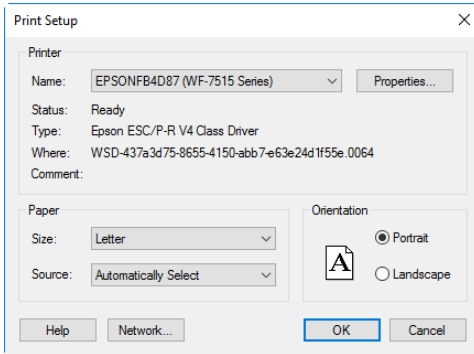 Print Setup
Printer
Name: EPSONFB4D87 (WF-7515 Series) Properties...
Status: Ready
Type: Epson ESC/P-R V4 Class Driver
Where: WSD-437a3d75-8655-4150-abb7-e63e24d1f55e.0064
Comment:
Paper Orientation
Size: Letter Portrait
A
Source: Automatically Select Landscape
Help Network... OK Cancel